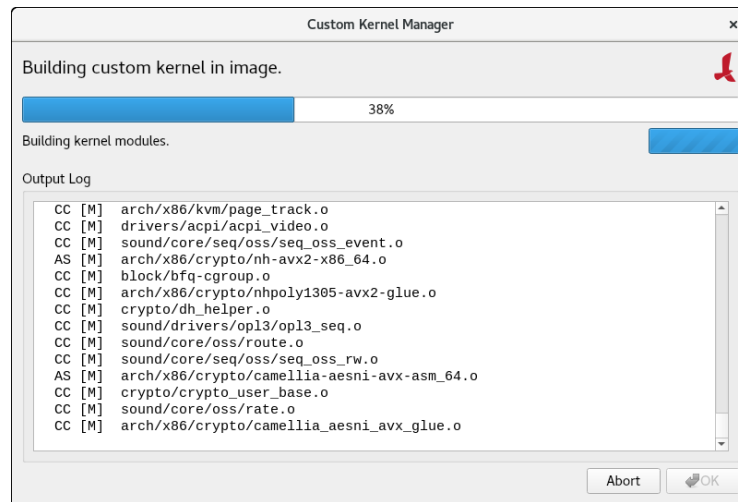 Custom Kernel Manager
Building custom kernel in image.
38%
Building kernel modules.
Output Log
CC [M] arch/x86/kvm/page_track.o
CC [M] drivers/acpi/acpi_video.o
CC [M] sound/core/seq/oss/seq_oss_event.o
AS [M] arch/x86/crypto/nh-avx2-x86_64.o
CC [M] block/bfq-cgroup.o
CC [M] arch/x86/crypto/nhpoly1305-avx2-glue.o
CC [M] crypto/dh_helper.o
CC [M] sound/drivers/opl3/opl3_seq.o
CC [M] sound/core/oss/route.o
CC [M] sound/core/seq/oss/seq_oss_rw.o
AS [M] arch/x86/crypto/camellia-aesni-avx-asm_64.o
CC [M] crypto/crypto_user_base.o
CC [M] sound/core/oss/rate.o
CC [M] arch/x86/crypto/camellia_aesni_avx_glue.o
Abort OK